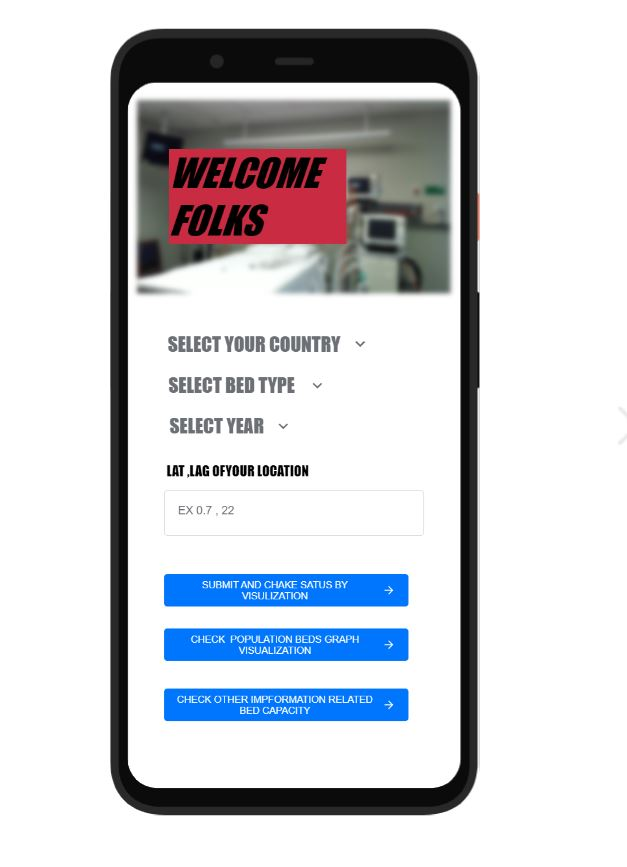 WELCOME
FOLKS
SELECT YOUR COUNTRY
SELECT BED TYPE
SELECT YEAR
LAT ,LAG OFYOUR LOCATION
EX 0.7 , 22
SUBMIT AND CHAKE SATUS BY
VISULIZATION
CHECK  POPULATION BEDS GRAPH
VISUALIZATION
CHECK OTHER IMPFORMATION RELATED
BED CAPACITY